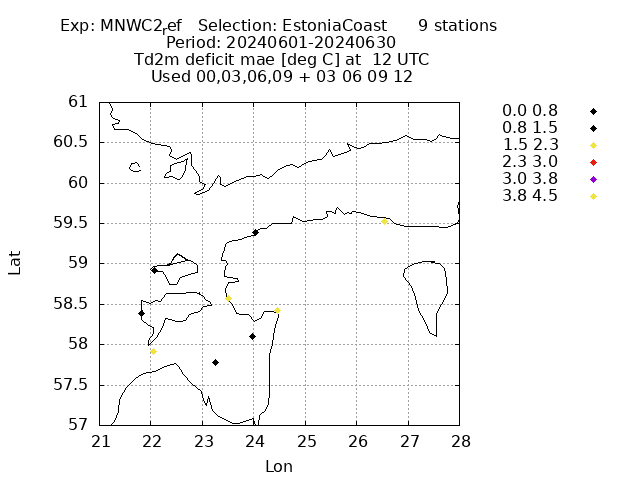 Exp: MNWC2ref Selection: EstoniaCoast 9 stations
Period: 20240601-20240630
Td2m deficit mae [deg C] at 12 UTC
Used 00,03,06,09 + 03 06 09 12
61
60.5
60
59.5
59
58.5
58
57.5
57
21 22 23 24 25 26 27 28
Lat
Lon
0.0 0.8
0.8 1.5
1.5 2.3
2.3 3.0
3.0 3.8
3.8 4.5